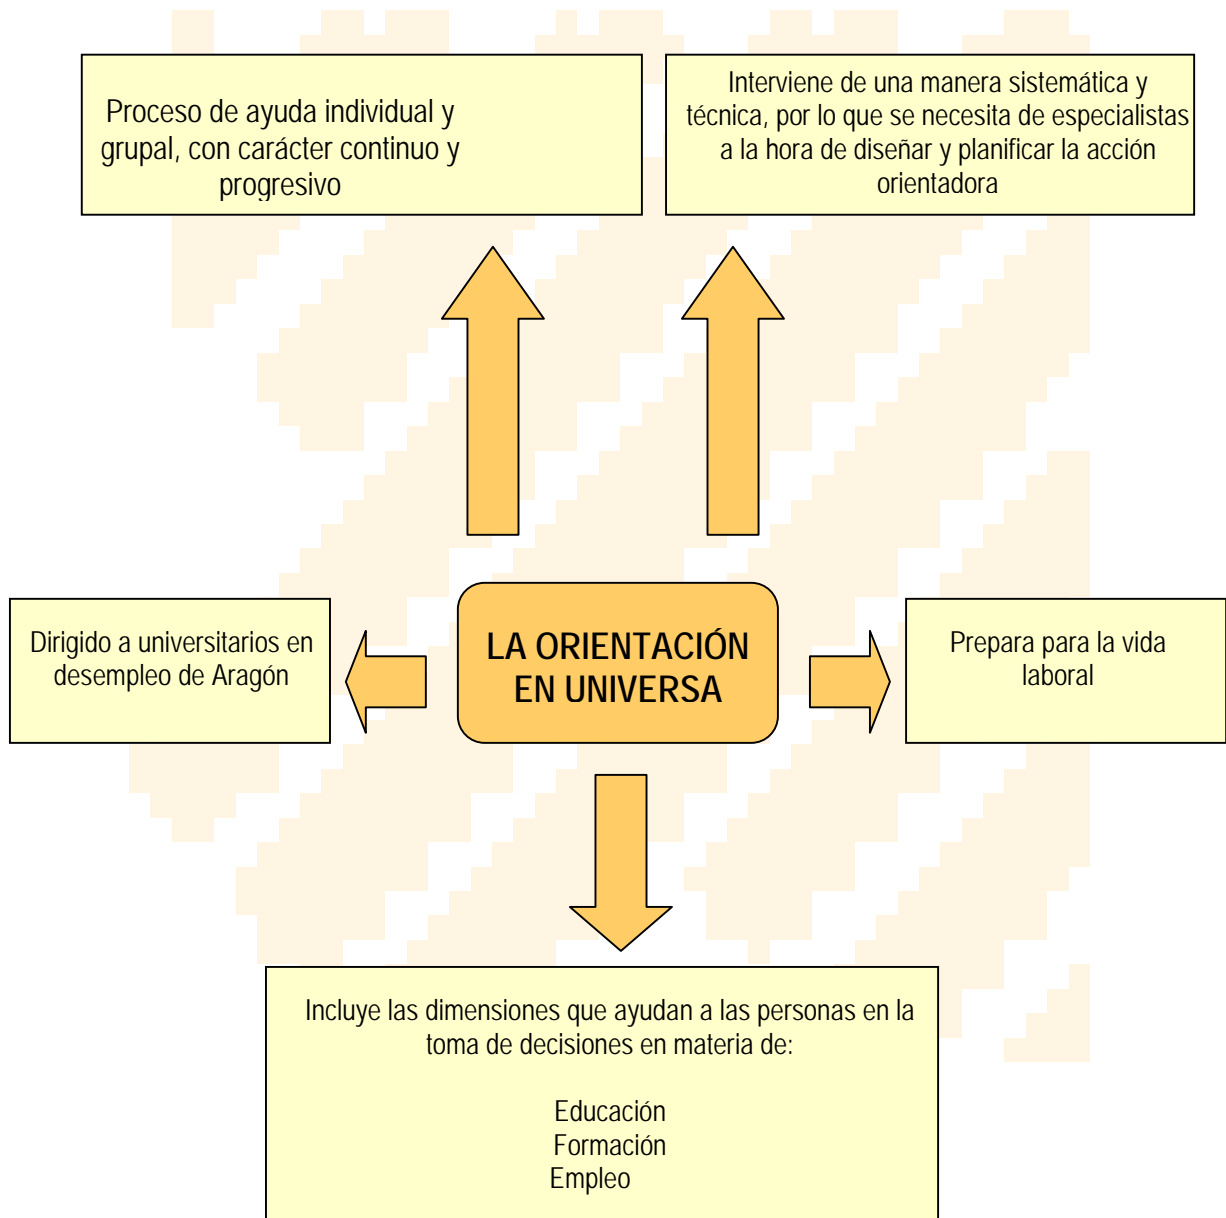 Proceso de ayuda individual y
grupal, con carácter continuo y
progresivo
Interviene de una manera sistemática y
técnica, por lo que se necesita de especialistas
a la hora de diseñar y planificar la acción
orientadora
Dirigido a universitarios en
desempleo de Aragón
LA ORIENTACIÓN
EN UNIVERSA
Prepara para la vida
laboral
Incluye las dimensiones que ayudan a las personas en la
toma de decisiones en materia de:
Educación
Formación
Empleo